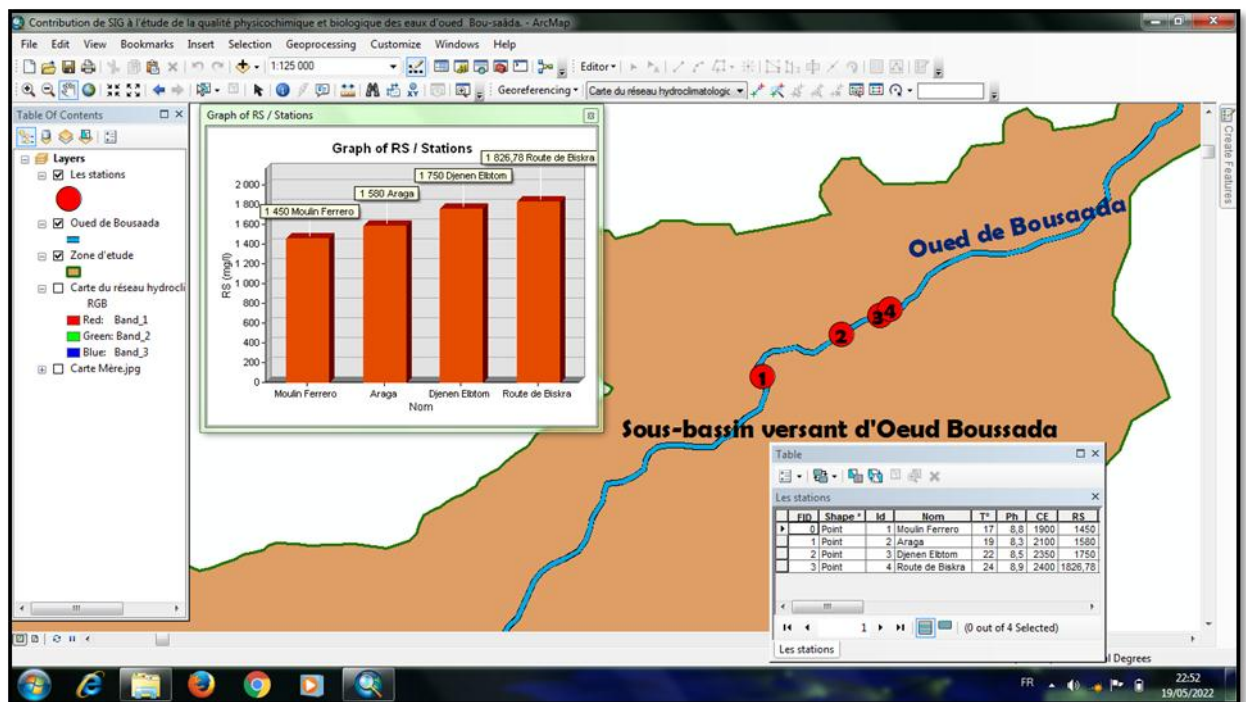 Contribution de SIG à l'étude de la qualité physicochimique et biologique des eaux d'oued Bou-saâda. - ArcMap
File Edit View Bookmarks Insert Selection Geoprocessing Customize Windows Help
1:125 000
Editor
Georeferencing
Carte du réseau hydroclimatologic
Table Of Contents
Layers
Les stations
Oued de Bousaada
Zone d'etude
Carte du réseau hydrocli
RGB
Red: Band_1
Green: Band_2
Blue: Band_3
Carte Mère.jpg
Graph of RS / Stations
Graph of RS / Stations
1 826,78 Route de Biskra
1 750 Djenen Elbtom
1 580 Araga
1 450 Moulin Ferrero
2 000
1 800
1 600
1 400
1 200
1 000
800
600
400
200
0
RS (mg/l)
Moulin Ferrero Araga Djenen Elbtom Route de Biskra
Nom
Oued de Bousaada
1
2
3
4
Sous-bassin versant d'Oeud Boussada
Create Features
Table
Les stations
FID Shape * Id Nom T° Ph CE RS
0 Point 1 Moulin Ferrero 17 8,8 1900 1450
1 Point 2 Araga 19 8,3 2100 1580
2 Point 3 Djenen Elbtom 22 8,5 2350 1750
3 Point 4 Route de Biskra 24 8,9 2400 1826,78
1
(0 out of 4 Selected)
Les stations
al Degrees
FR
22:52
19/05/2022